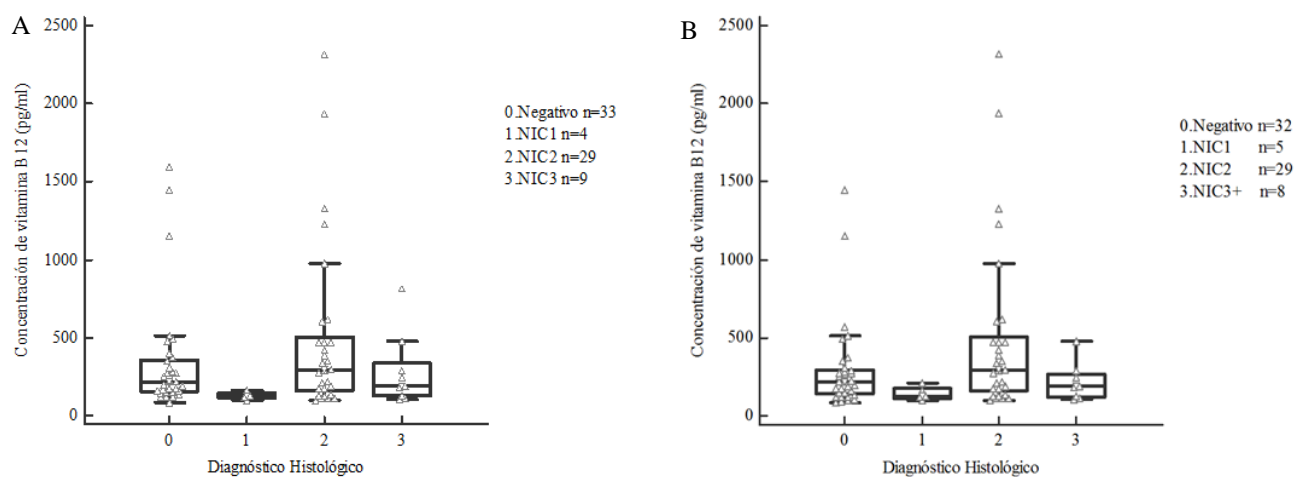 A
Concentración de vitamina B12 (pg/ml)
2500
2000
1500
1000
500
0
0 1 2 3
Diagnóstico Histológico
0.Negativo n=33
1.NIC1 n=4
2.NIC2 n=29
3.NIC3 n=9
B
Concentración de vitamina B12 (pg/ml)
2500
2000
1500
1000
500
0
0 1 2 3
Diagnóstico Histológico
0.Negativo n=32
1.NIC1 n=5
2.NIC2 n=29
3.NIC3+ n=8